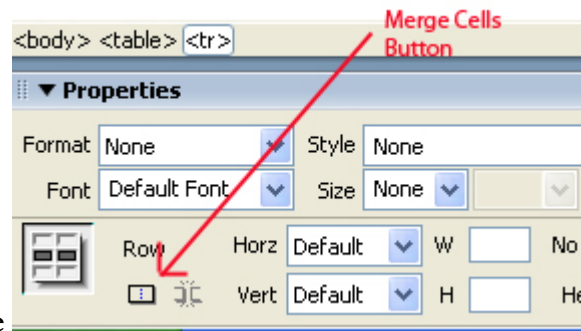 Merge Cells
Button
<body> <table> <tr>
Properties
Format None Style None
Font Default Font Size None
Row Horz Default W No
Vert Default H He
e